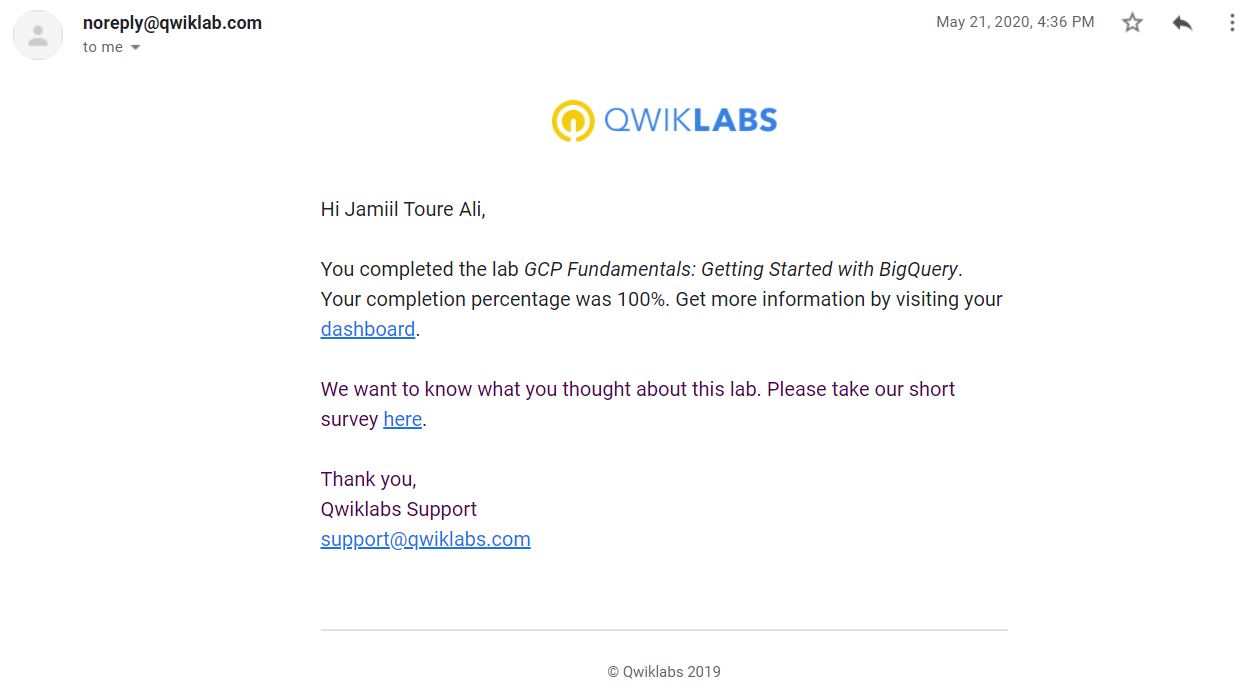 noreply@qwiklab.com
May 21, 2020, 4:36 PM
to me
QWIKLABS
Hi Jamiil Toure Ali,
You completed the lab GCP Fundamentals: Getting Started with BigQuery.
Your completion percentage was 100%. Get more information by visiting your
dashboard.
We want to know what you thought about this lab. Please take our short
survey here.
Thank you,
Qwiklabs Support
support@qwiklabs.com
© Qwiklabs 2019